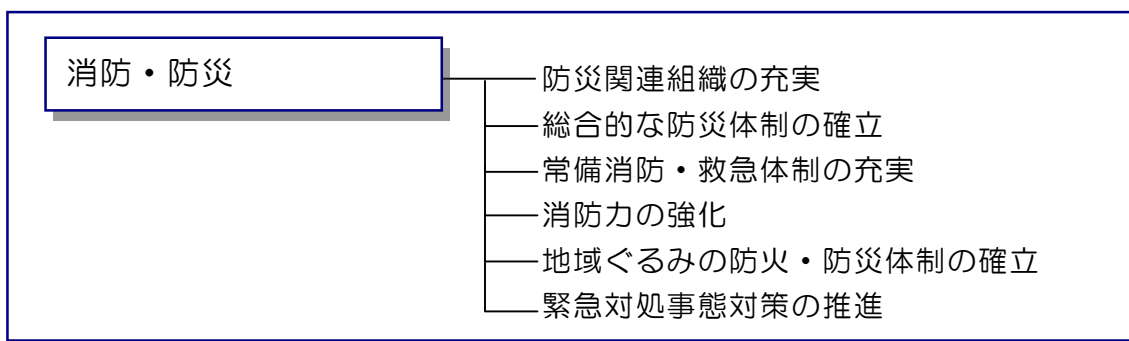 消防・防災
防災関連組織の充実
総合的な防災体制の確立
常備消防・救急体制の充実
消防力の強化
地域ぐるみの防火・防災体制の確立
緊急対処事態対策の推進